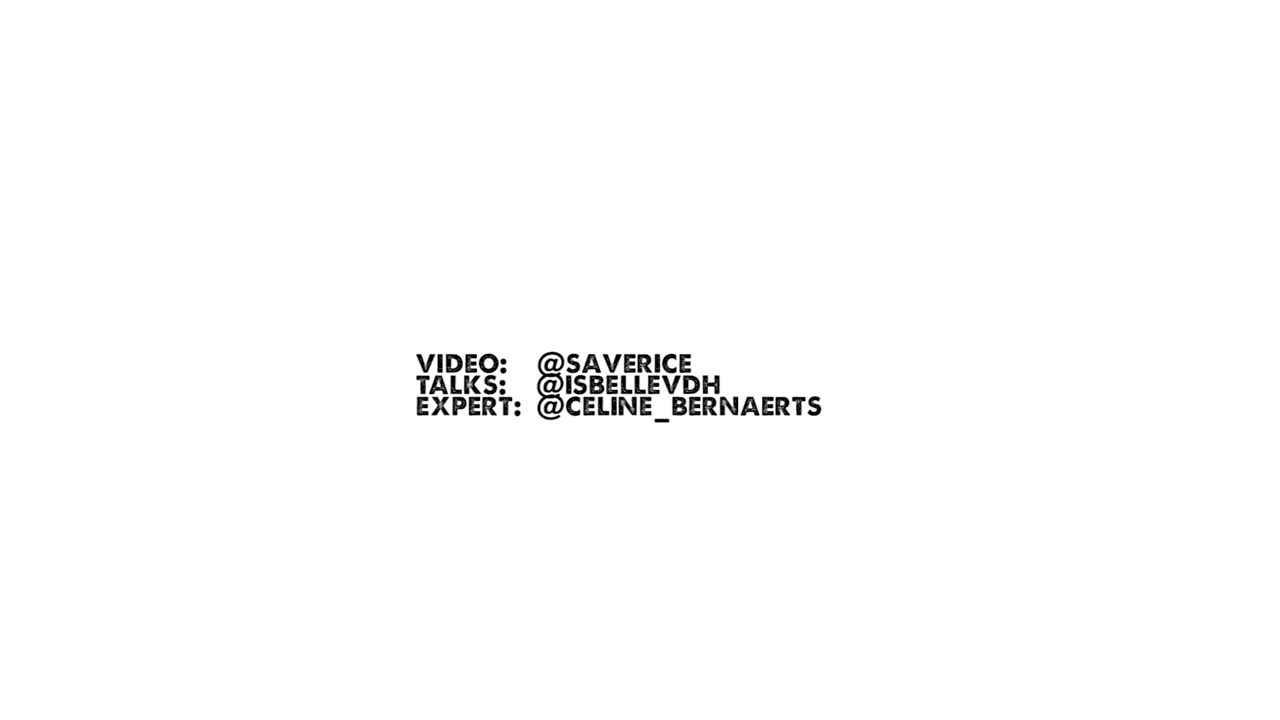 VIDEO: @SAVERICE
TALKS: @ISBELLEVDH
EXPERT: @CELINE_BERNAERTS